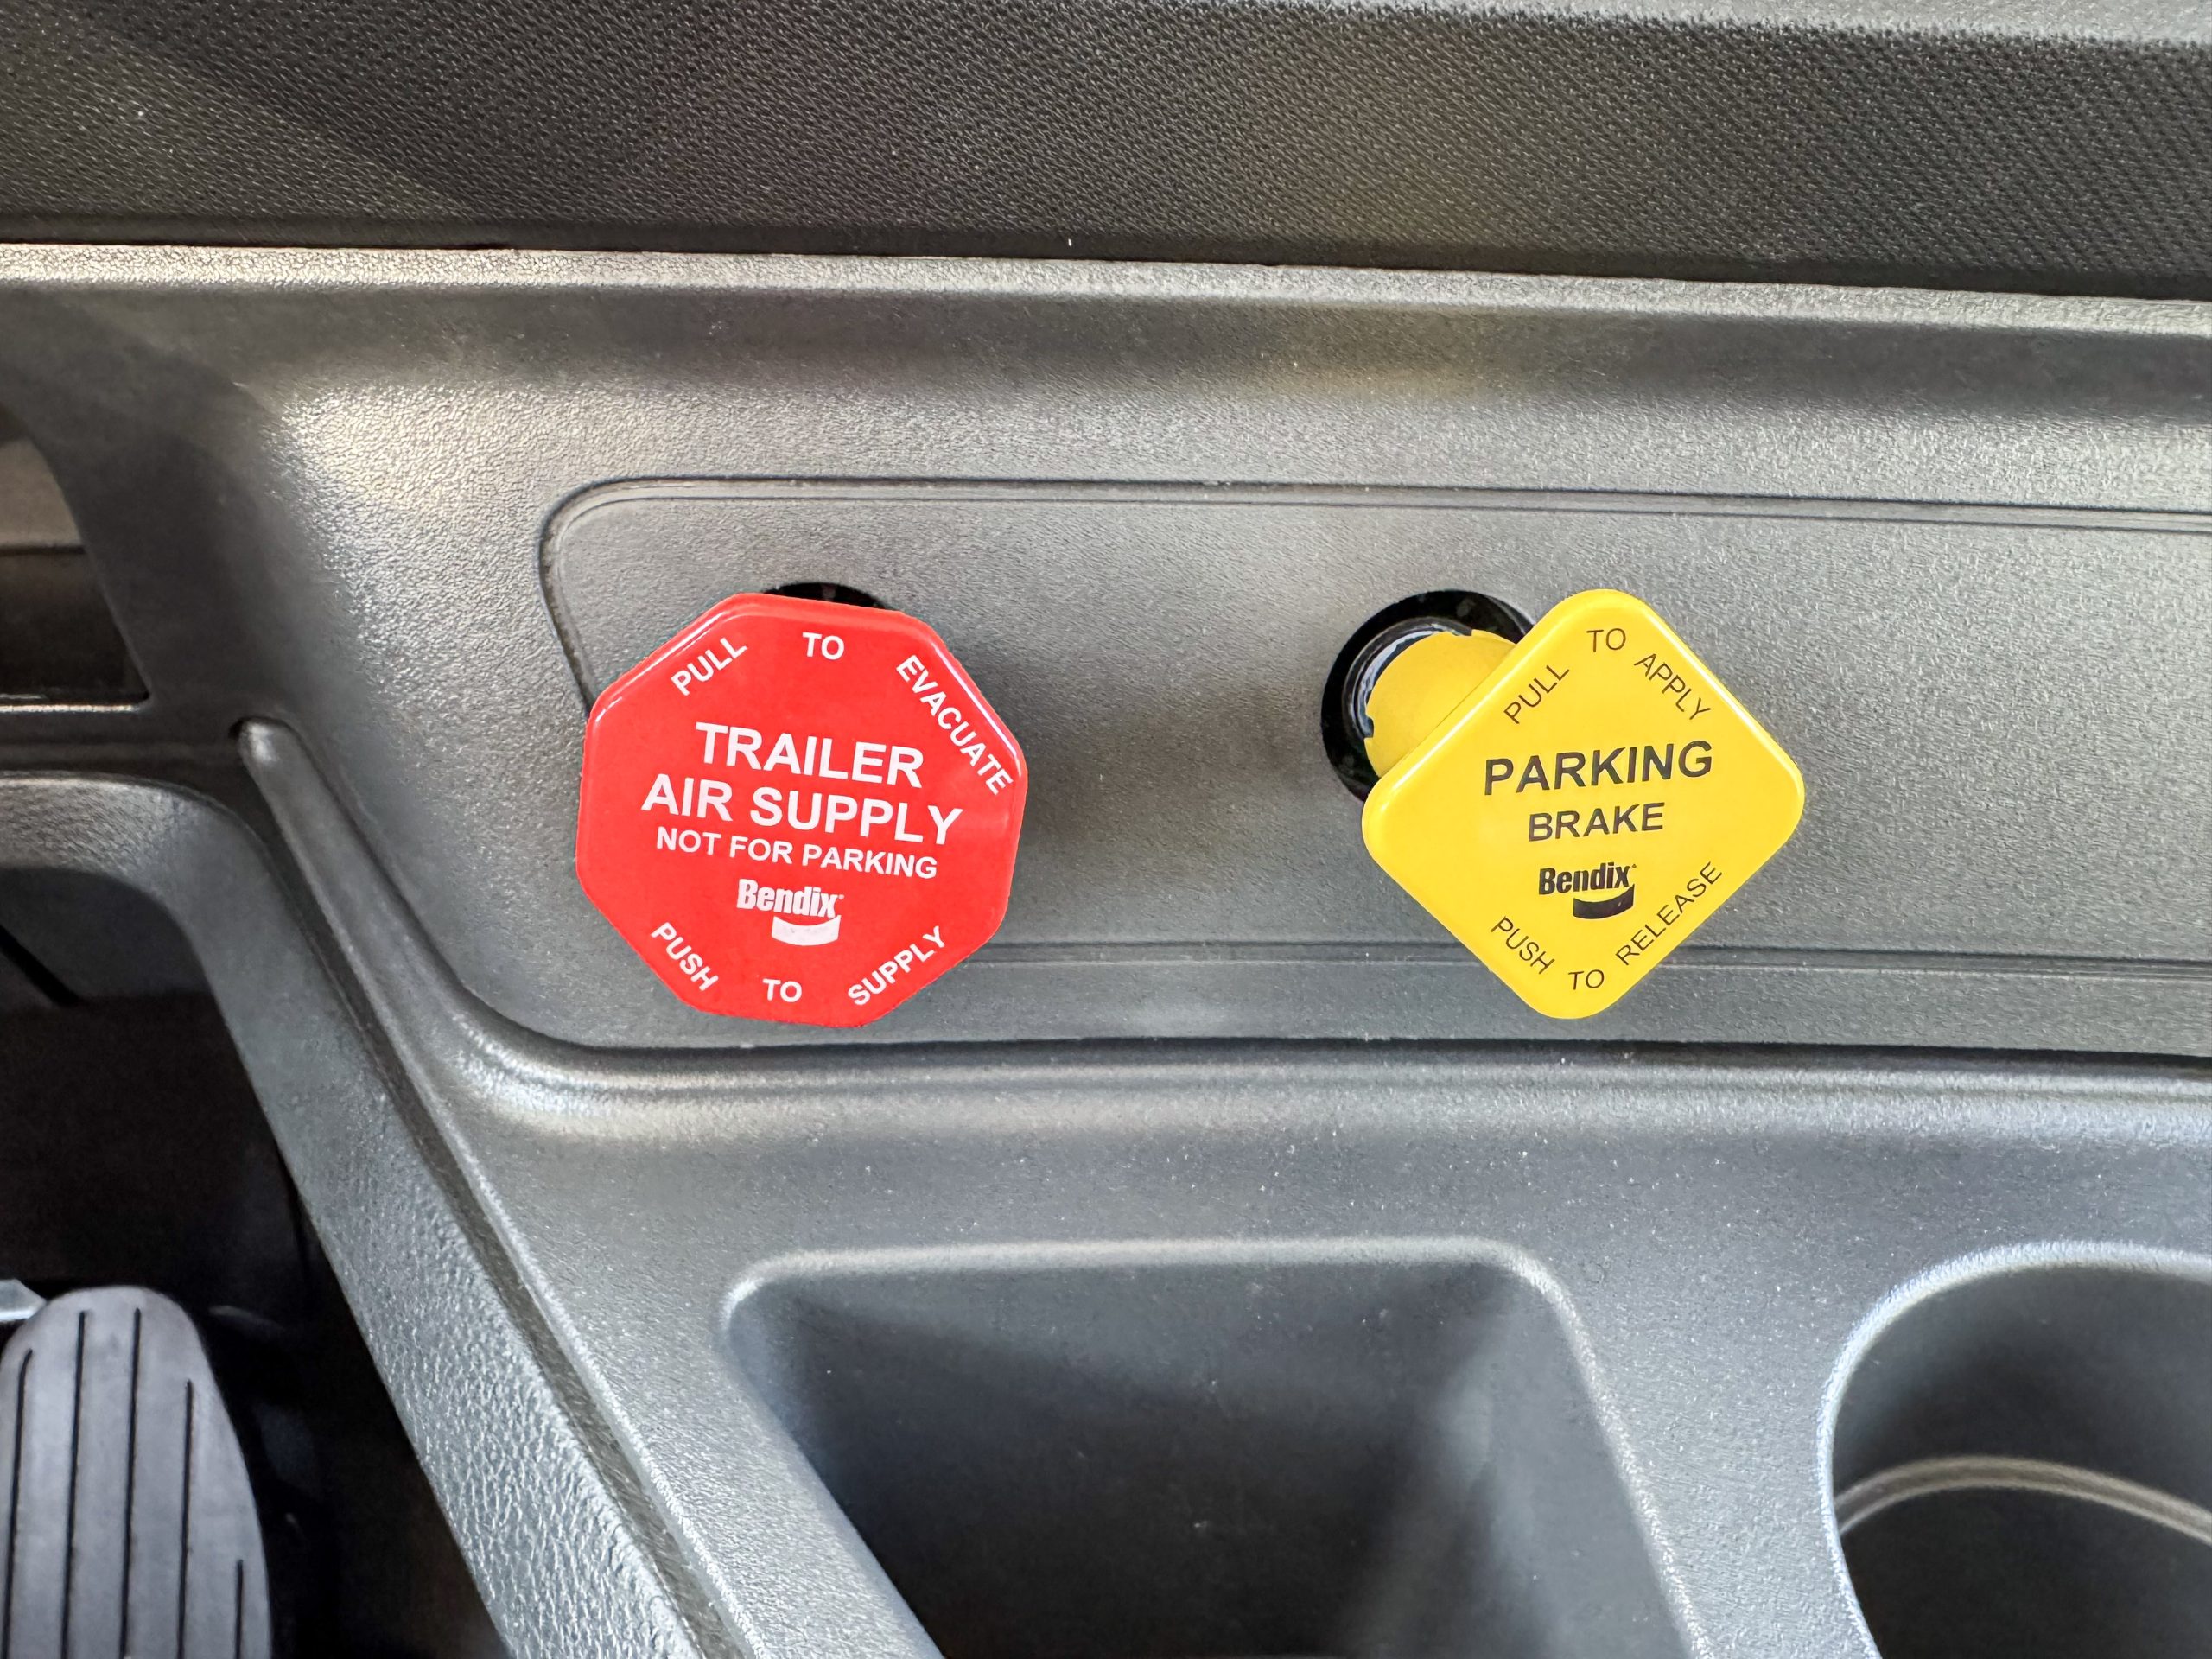 PULL TO EVACUATE
TRAILER
AIR SUPPLY
NOT FOR PARKING
Bendix
PUSH TO SUPPLY
PULL TO APPLY
PARKING
BRAKE
Bendix
PUSH TO RELEASE